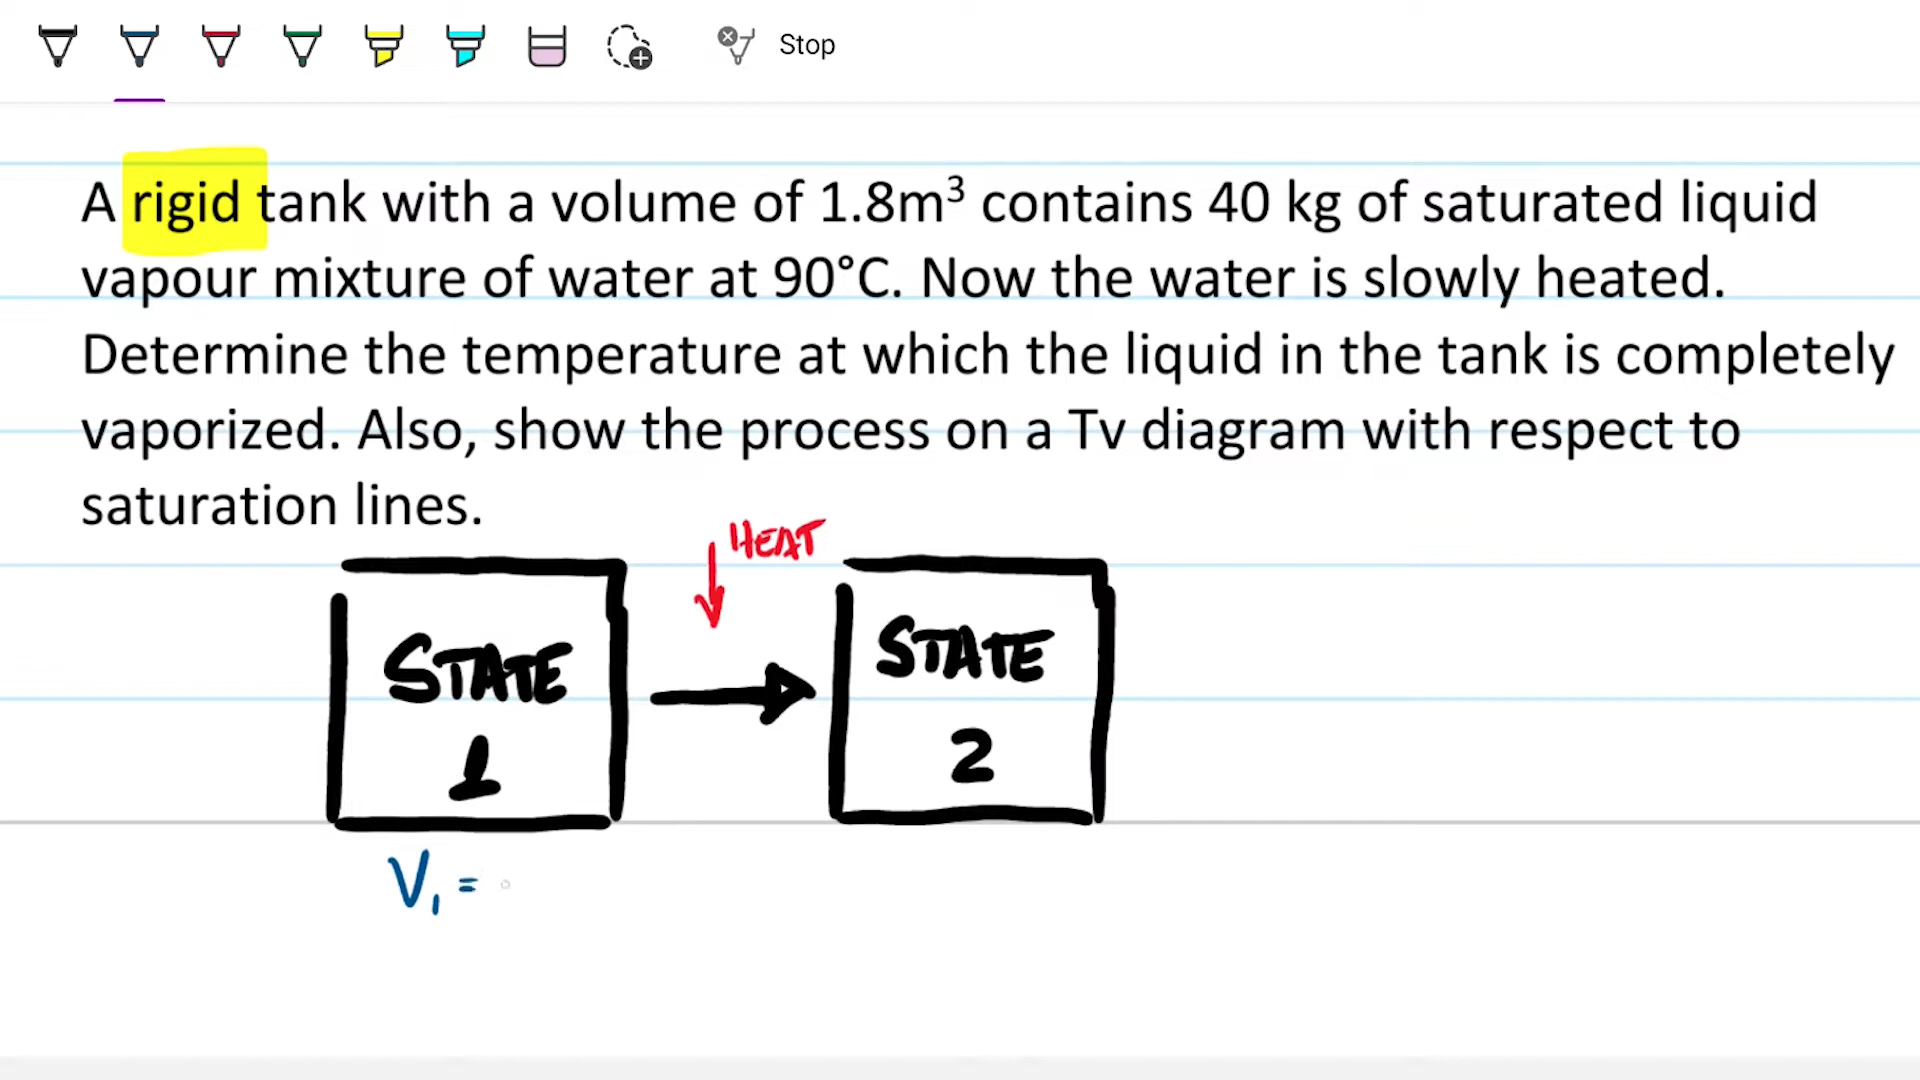 Stop
A rigid tank with a volume of 1.8m³ contains 40 kg of saturated liquid
vapour mixture of water at 90°C. Now the water is slowly heated.
Determine the temperature at which the liquid in the tank is completely
vaporized. Also, show the process on a Tv diagram with respect to
saturation lines.
HEAT
STATE
1
STATE
2
V₁ =